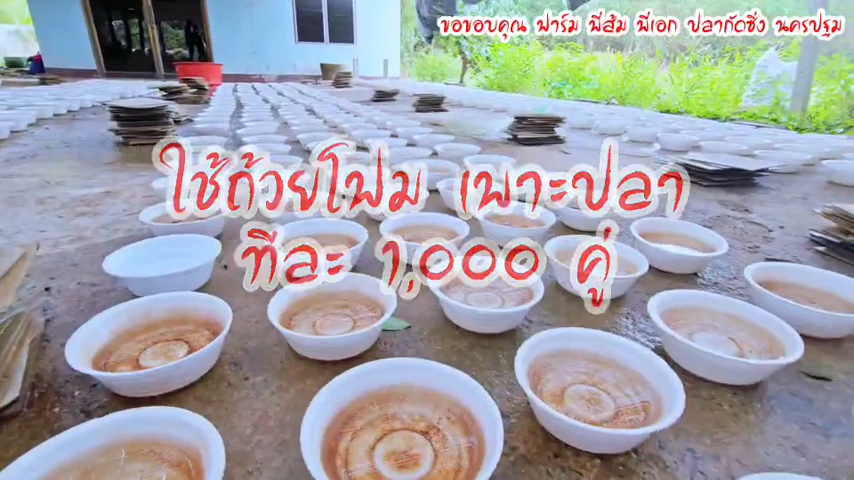 ขอขอบคุณ ฟาร์ม พี่ส้ม พี่เอก ปลากัดซิ่ง นครปฐม
ใช้ถ้วยโฟม เพาะปลา
ทีละ 1,000 คู่